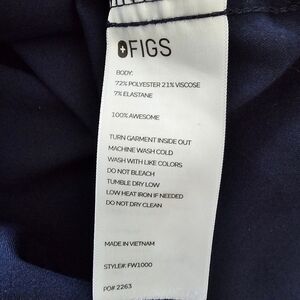 FIGS
BODY:
72% POLYESTER 21% VISCOSE
7% ELASTANE
100% AWESOME
TURN GARMENT INSIDE OUT
MACHINE WASH COLD
WASH WITH LIKE COLORS
DO NOT BLEACH
TUMBLE DRY LOW
LOW HEAT IRON IF NEEDED
DO NOT DRY CLEAN
MADE IN VIETNAM
STYLE#: FW1000
PO# 2263